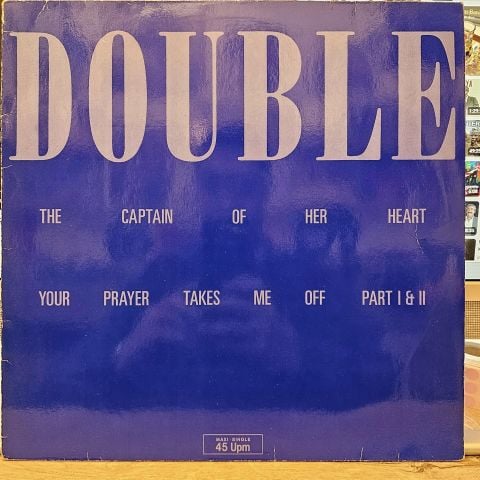 DOUBLE
THE CAPTAIN OF HER HEART
YOUR PRAYER TAKES ME OFF PART I & II
MAXI-SINGLE
45 Upm